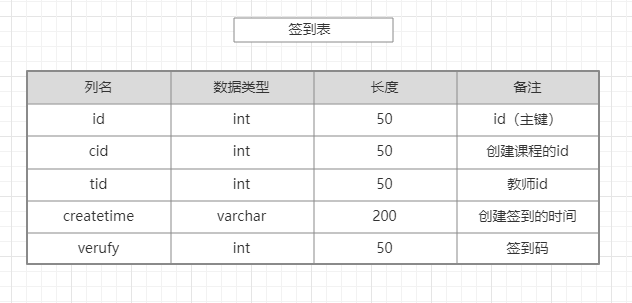 签到表
列名 数据类型 长度 备注
id int 50 id（主键）
cid int 50 创建课程的id
tid int 50 教师id
createtime varchar 200 创建签到的时间
verufy int 50 签到码